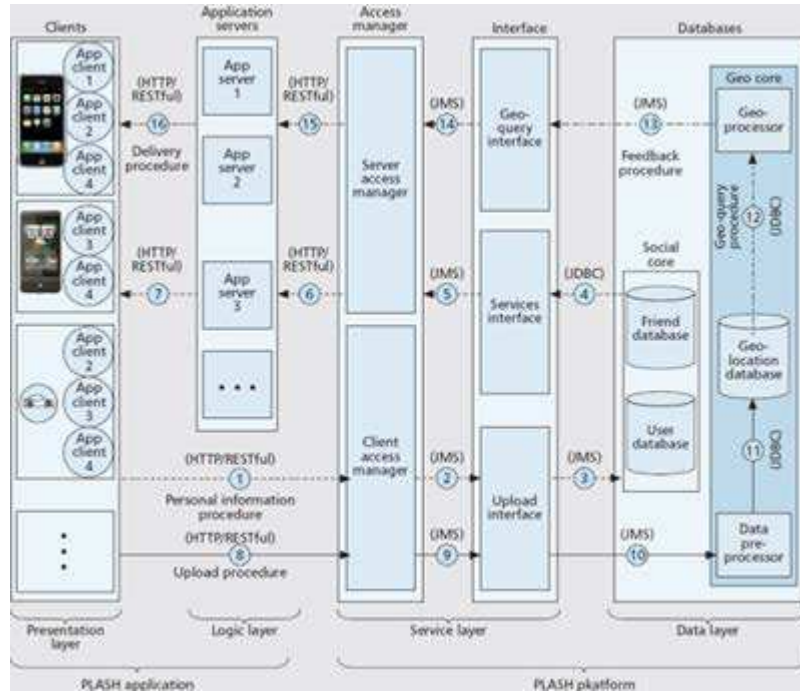 Clients
Application
servers
Access
manager
Interface
Databases
App
client
1
App
client
2
App
client
4
(HTTP/
RESTful)
16
Delivery
procedure
App
server
1
App
server
2
(HTTP/
RESTful)
15
Server
access
manager
(JMS)
14
Geo-
query
interface
(JMS)
13
Feedback
procedure
Geo core
Geo-
processor
Geo-query
procedure
12
(JDBC)
App
client
3
App
client
4
(HTTP/
RESTful)
7
App
server
3
(HTTP/
RESTful)
6
(JMS)
5
Services
interface
(JDBC)
4
Social
core
Friend
database
User
database
Geo-
location
database
11
(JDBC)
App
client
2
App
client
3
App
client
4
(HTTP/RESTful)
1
Personal information
procedure
(HTTP/RESTful)
8
Upload procedure
Client
access
manager
(JMS)
2
(JMS)
9
Upload
interface
(JMS)
3
(JMS)
10
Data
pre-
processor
Presentation
layer
Logic layer
Service layer
Data layer
PLASH application
PLASH pkatform